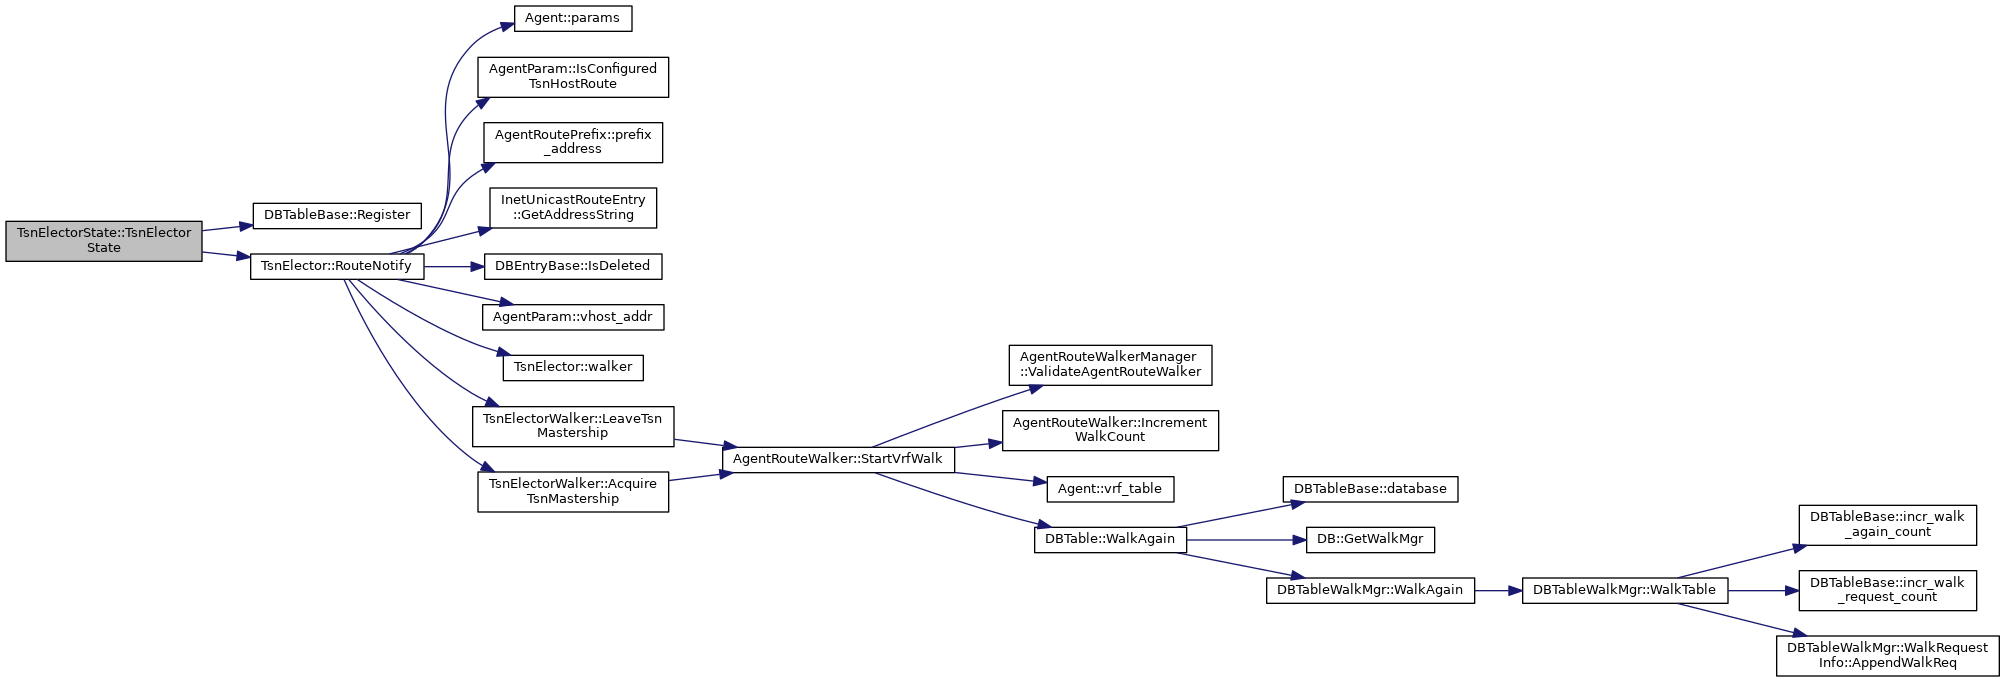 TsnElectorState::TsnElector
State
DBTableBase::Register
TsnElector::RouteNotify
Agent::params
AgentParam::IsConfigured
TsnHostRoute
AgentRoutePrefix::prefix
_address
InetUnicastRouteEntry
::GetAddressString
DBEntryBase::IsDeleted
AgentParam::vhost_addr
TsnElector::walker
TsnElectorWalker::LeaveTsn
Mastership
TsnElectorWalker::Acquire
TsnMastership
AgentRouteWalker::StartVrfWalk
AgentRouteWalkerManager
::ValidateAgentRouteWalker
AgentRouteWalker::Increment
WalkCount
Agent::vrf_table
DBTable::WalkAgain
DBTableBase::database
DB::GetWalkMgr
DBTableWalkMgr::WalkAgain
DBTableWalkMgr::WalkTable
DBTableBase::incr_walk
_again_count
DBTableBase::incr_walk
_request_count
DBTableWalkMgr::WalkRequest
Info::AppendWalkReq